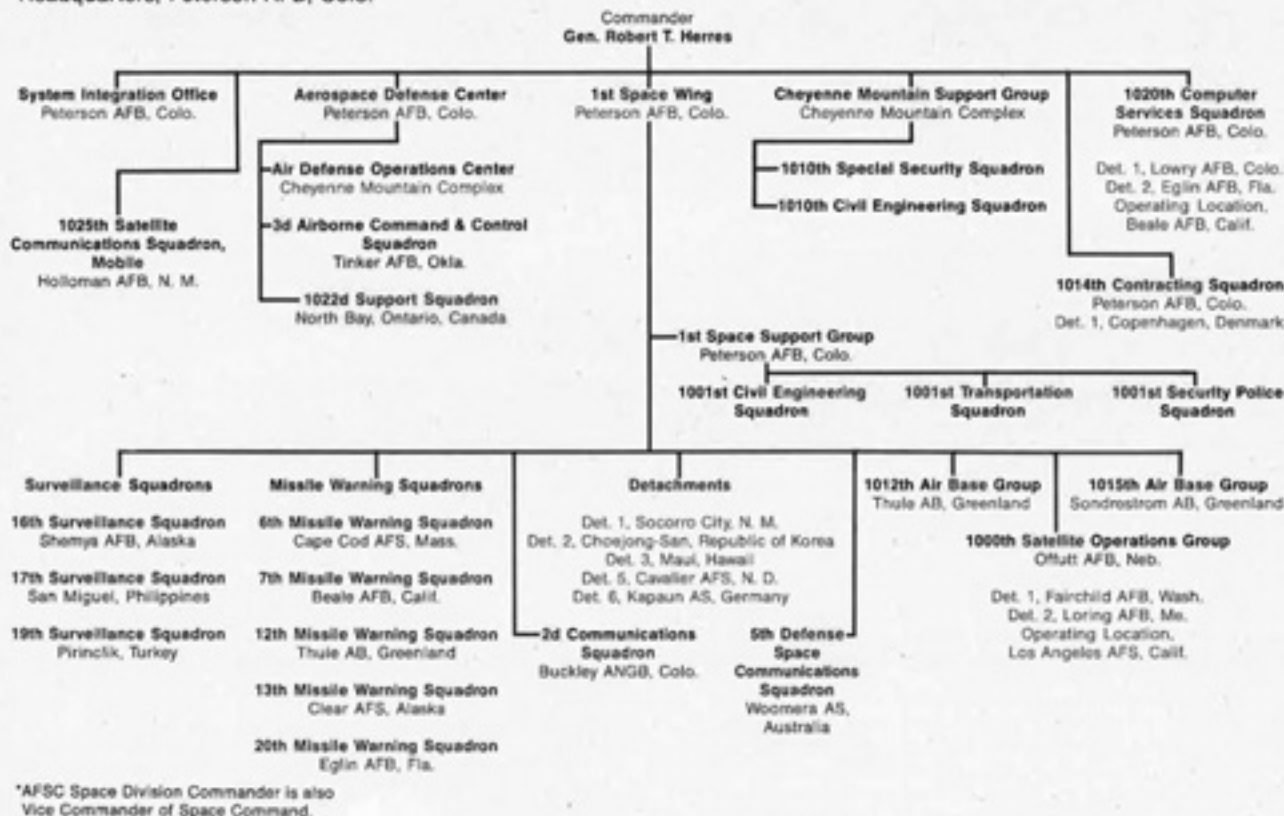 Headquarters, Peterson AFB, Colo.
Commander
Gen. Robert T. Herres
System Integration Office
Peterson AFB, Colo.
Aerospace Defense Center
Peterson AFB, Colo.
1st Space Wing
Peterson AFB, Colo.
Cheyenne Mountain Support Group
Cheyenne Mountain Complex
1020th Computer
Services Squadron
Peterson AFB, Colo.
Det. 1, Lowry AFB, Colo.
Det. 2, Eglin AFB, Fla.
Operating Location,
Beale AFB, Calif.
1025th Satellite
Communications Squadron,
Mobile
Holloman AFB, N. M.
Air Defense Operations Center
Cheyenne Mountain Complex
3d Airborne Command & Control
Squadron
Tinker AFB, Okla.
1022d Support Squadron
North Bay, Ontario, Canada
1010th Special Security Squadron
1010th Civil Engineering Squadron
1014th Contracting Squadron
Peterson AFB, Colo.
Det. 1, Copenhagen, Denmark
1st Space Support Group
Peterson AFB, Colo.
1001st Civil Engineering
Squadron
1001st Transportation
Squadron
1001st Security Police
Squadron
Surveillance Squadrons
16th Surveillance Squadron
Shemya AFB, Alaska
17th Surveillance Squadron
San Miguel, Philippines
19th Surveillance Squadron
Pirinclik, Turkey
Missile Warning Squadrons
6th Missile Warning Squadron
Cape Cod AFS, Mass.
7th Missile Warning Squadron
Beale AFB, Calif.
12th Missile Warning Squadron
Thule AB, Greenland
13th Missile Warning Squadron
Clear AFS, Alaska
20th Missile Warning Squadron
Eglin AFB, Fla.
2d Communications
Squadron
Buckley ANGB, Colo.
Detachments
Det. 1, Socorro City, N. M.
Det. 2, Choejong-San, Republic of Korea
Det. 3, Maui, Hawaii
Det. 5, Cavalier AFS, N. D.
Det. 6, Kapaun AS, Germany
5th Defense
Space
Communications
Squadron
Woomera AS,
Australia
1012th Air Base Group
Thule AB, Greenland
1015th Air Base Group
Sondrestrom AB, Greenland
1000th Satellite Operations Group
Offutt AFB, Neb.
Det. 1, Fairchild AFB, Wash.
Det. 2, Loring AFB, Me.
Operating Location,
Los Angeles AFS, Calif.
*AFSC Space Division Commander is also
Vice Commander of Space Command.